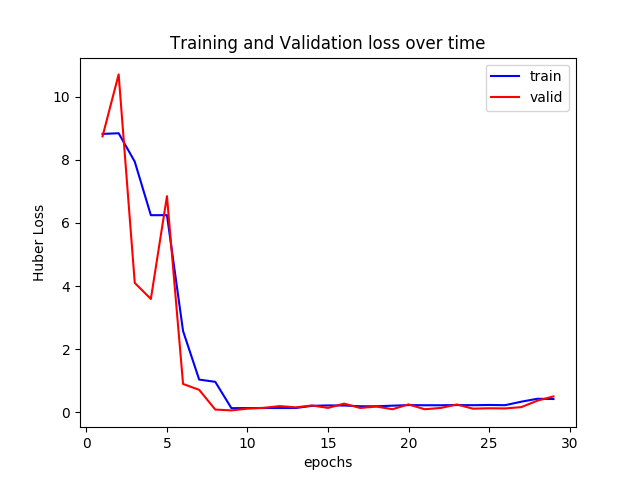 Training and Validation loss over time
train
valid
Huber Loss
10
8
6
4
2
0
0 5 10 15 20 25 30
epochs